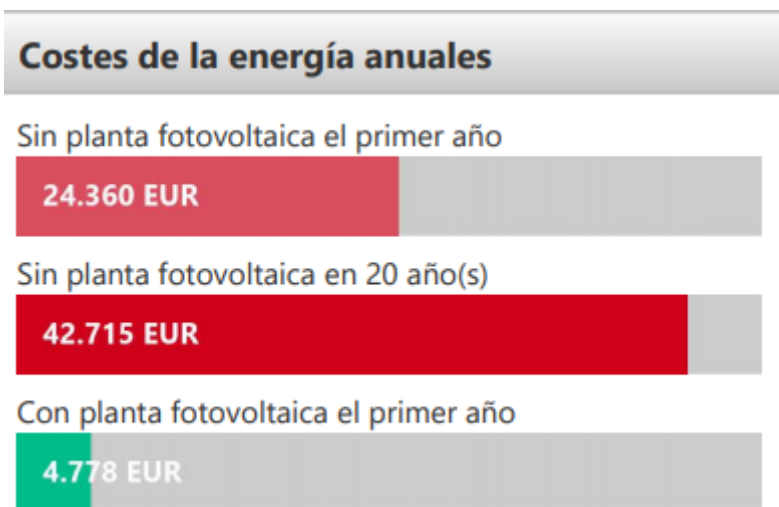 Costes de la energía anuales
Sin planta fotovoltaica el primer año
24.360 EUR
Sin planta fotovoltaica en 20 año(s)
42.715 EUR
Con planta fotovoltaica el primer año
4.778 EUR